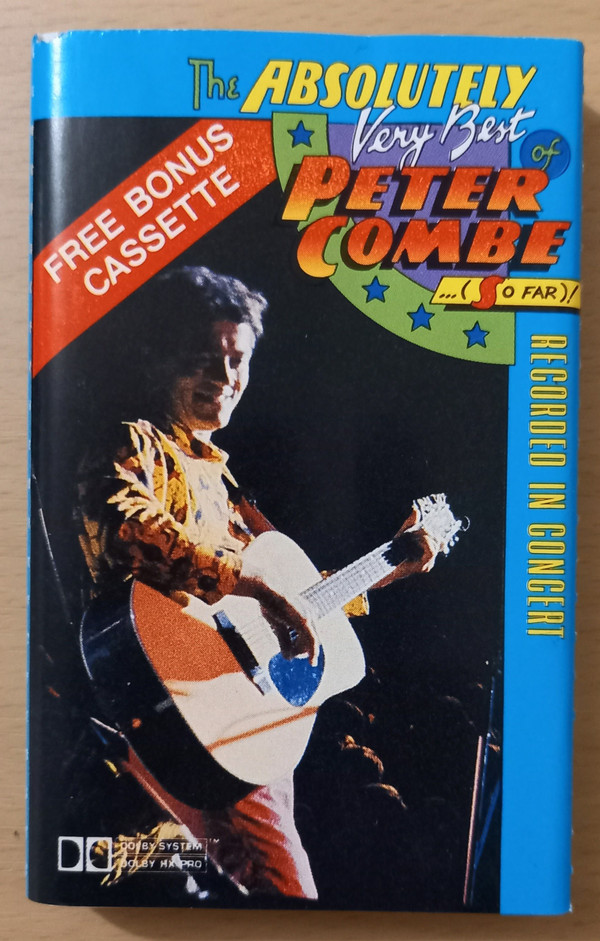 The ABSOLUTELY
Very Best of
PETER
COMBE
...(So FAR)!
FREE BONUS
CASSETTE
RECORDED IN CONCERT
DOLBY SYSTEM™
DOLBY HX PRO